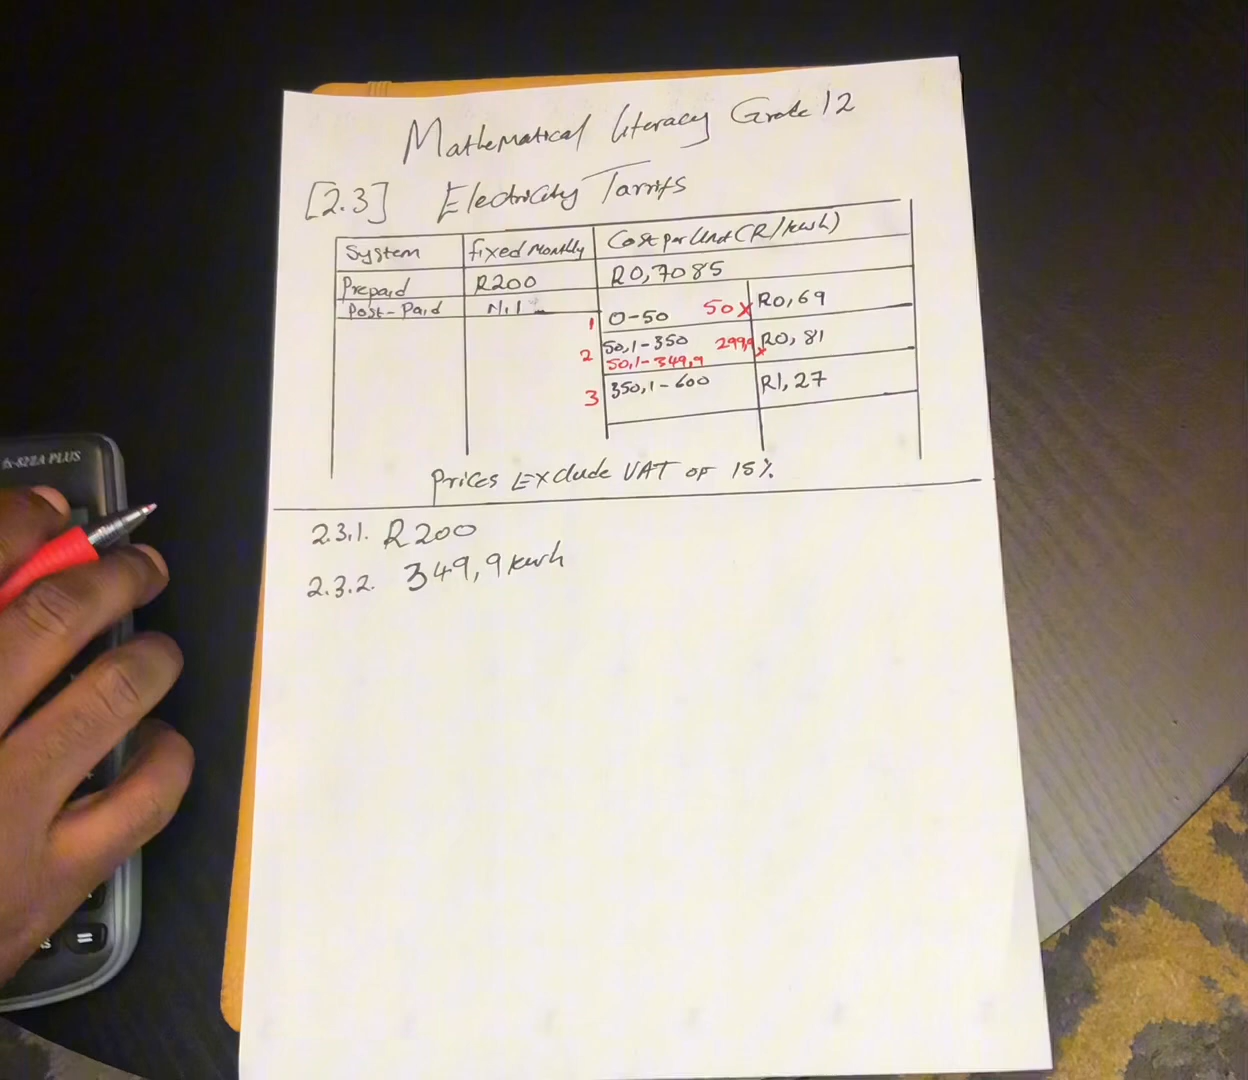 Mathematical Literacy Grade 12
[2.3] Electricity Tarrifs
System fixed Monthly Cost per Unit (R/kwh)
Prepaid R200 R0,7085
Post-Paid Nil
1 0-50 50x R0,69
2 50,1-350 299,9x R0,81
50,1-349,9
3 350,1-600 R1,27
Prices Exclude VAT of 15%
2.3.1. R200
2.3.2. 349,9kwh
fx-82ZA PLUS
=